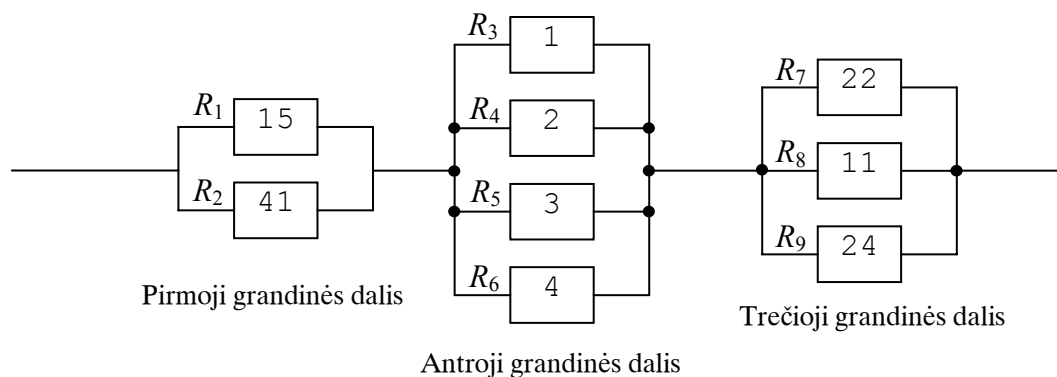 R1 15
R2 41
Pirmoji grandinės dalis
R3 1
R4 2
R5 3
R6 4
Antroji grandinės dalis
R7 22
R8 11
R9 24
Trečioji grandinės dalis